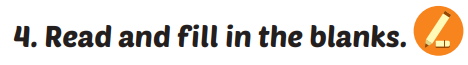 4. Read and fill in the blanks.